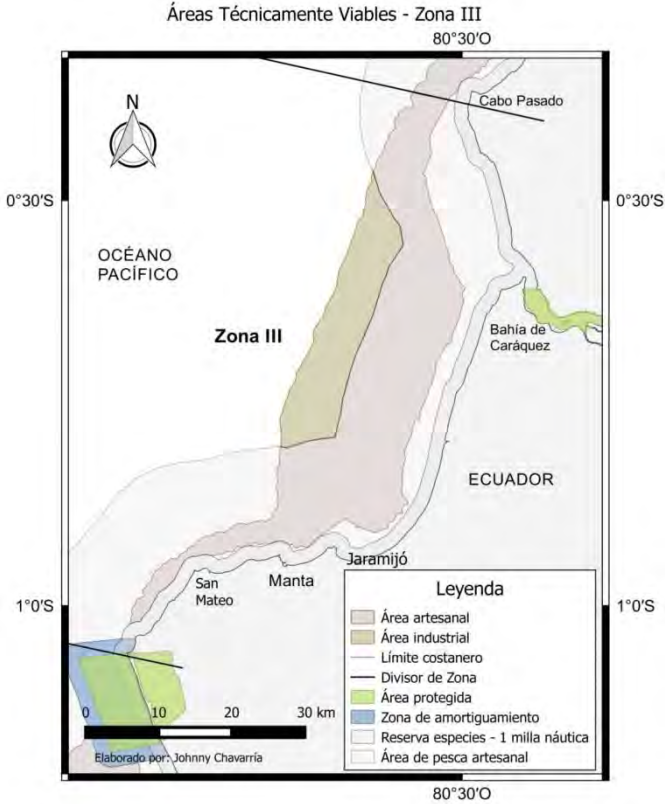 Áreas Técnicamente Viables - Zona III
80°30'O
N
Cabo Pasado
0°30'S
0°30'S
OCÉANO
PACÍFICO
Zona III
Bahía de
Caráquez
ECUADOR
Jaramijó
San
Mateo
Manta
1°0'S
1°0'S
Leyenda
Área artesanal
Área industrial
Límite costanero
Divisor de Zona
Área protegida
Zona de amortiguamiento
Reserva especies - 1 milla náutica
Área de pesca artesanal
0 10 20 30 km
Elaborado por: Johnny Chavarría
80°30'O